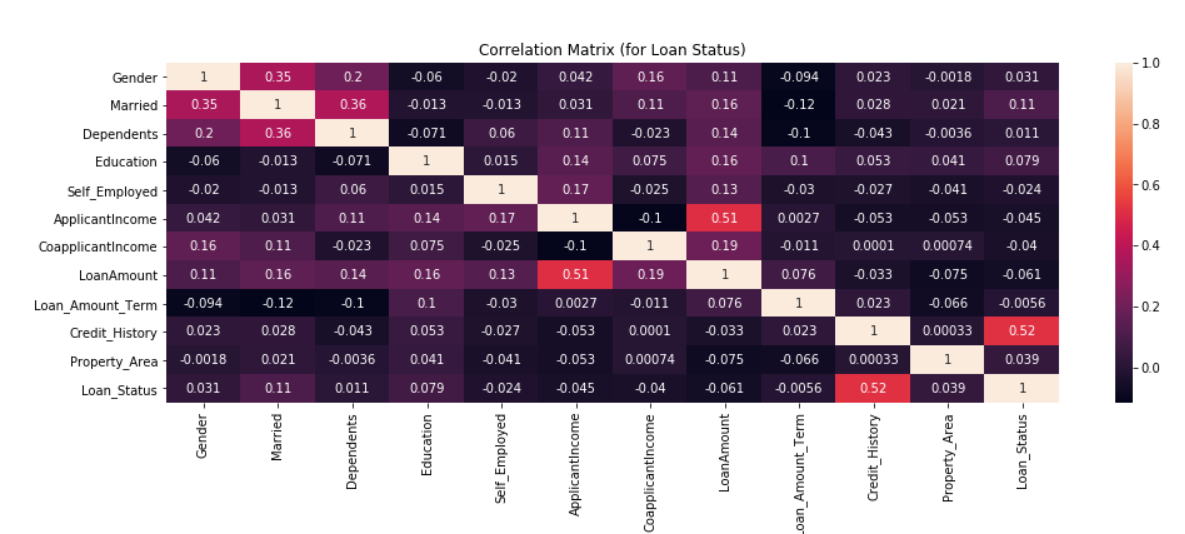 Correlation Matrix (for Loan Status)
Gender 1 0.35 0.2 -0.06 -0.02 0.042 0.16 0.11 -0.094 0.023 -0.0018 0.031
Married 0.35 1 0.36 -0.013 -0.013 0.031 0.11 0.16 -0.12 0.028 0.021 0.11
Dependents 0.2 0.36 1 -0.071 0.06 0.11 -0.023 0.14 -0.1 -0.043 -0.0036 0.011
Education -0.06 -0.013 -0.071 1 0.015 0.14 0.075 0.16 0.1 0.053 0.041 0.079
Self_Employed -0.02 -0.013 0.06 0.015 1 0.17 -0.025 0.13 -0.03 -0.027 -0.041 -0.024
ApplicantIncome 0.042 0.031 0.11 0.14 0.17 1 -0.1 0.51 0.0027 -0.053 -0.053 -0.045
CoapplicantIncome 0.16 0.11 -0.023 0.075 -0.025 -0.1 1 0.19 -0.011 0.0001 0.00074 -0.04
LoanAmount 0.11 0.16 0.14 0.16 0.13 0.51 0.19 1 0.076 -0.033 -0.075 -0.061
Loan_Amount_Term -0.094 -0.12 -0.1 0.1 -0.03 0.0027 -0.011 0.076 1 0.023 -0.066 -0.0056
Credit_History 0.023 0.028 -0.043 0.053 -0.027 -0.053 0.0001 -0.033 0.023 1 0.00033 0.52
Property_Area -0.0018 0.021 -0.0036 0.041 -0.041 -0.053 0.00074 -0.075 -0.066 0.00033 1 0.039
Loan_Status 0.031 0.11 0.011 0.079 -0.024 -0.045 -0.04 -0.061 -0.0056 0.52 0.039 1
Gender
Married
Dependents
Education
Self_Employed
ApplicantIncome
CoapplicantIncome
LoanAmount
oan_Amount_Term
Credit_History
Property_Area
Loan_Status
1.0
0.8
0.6
0.4
0.2
0.0